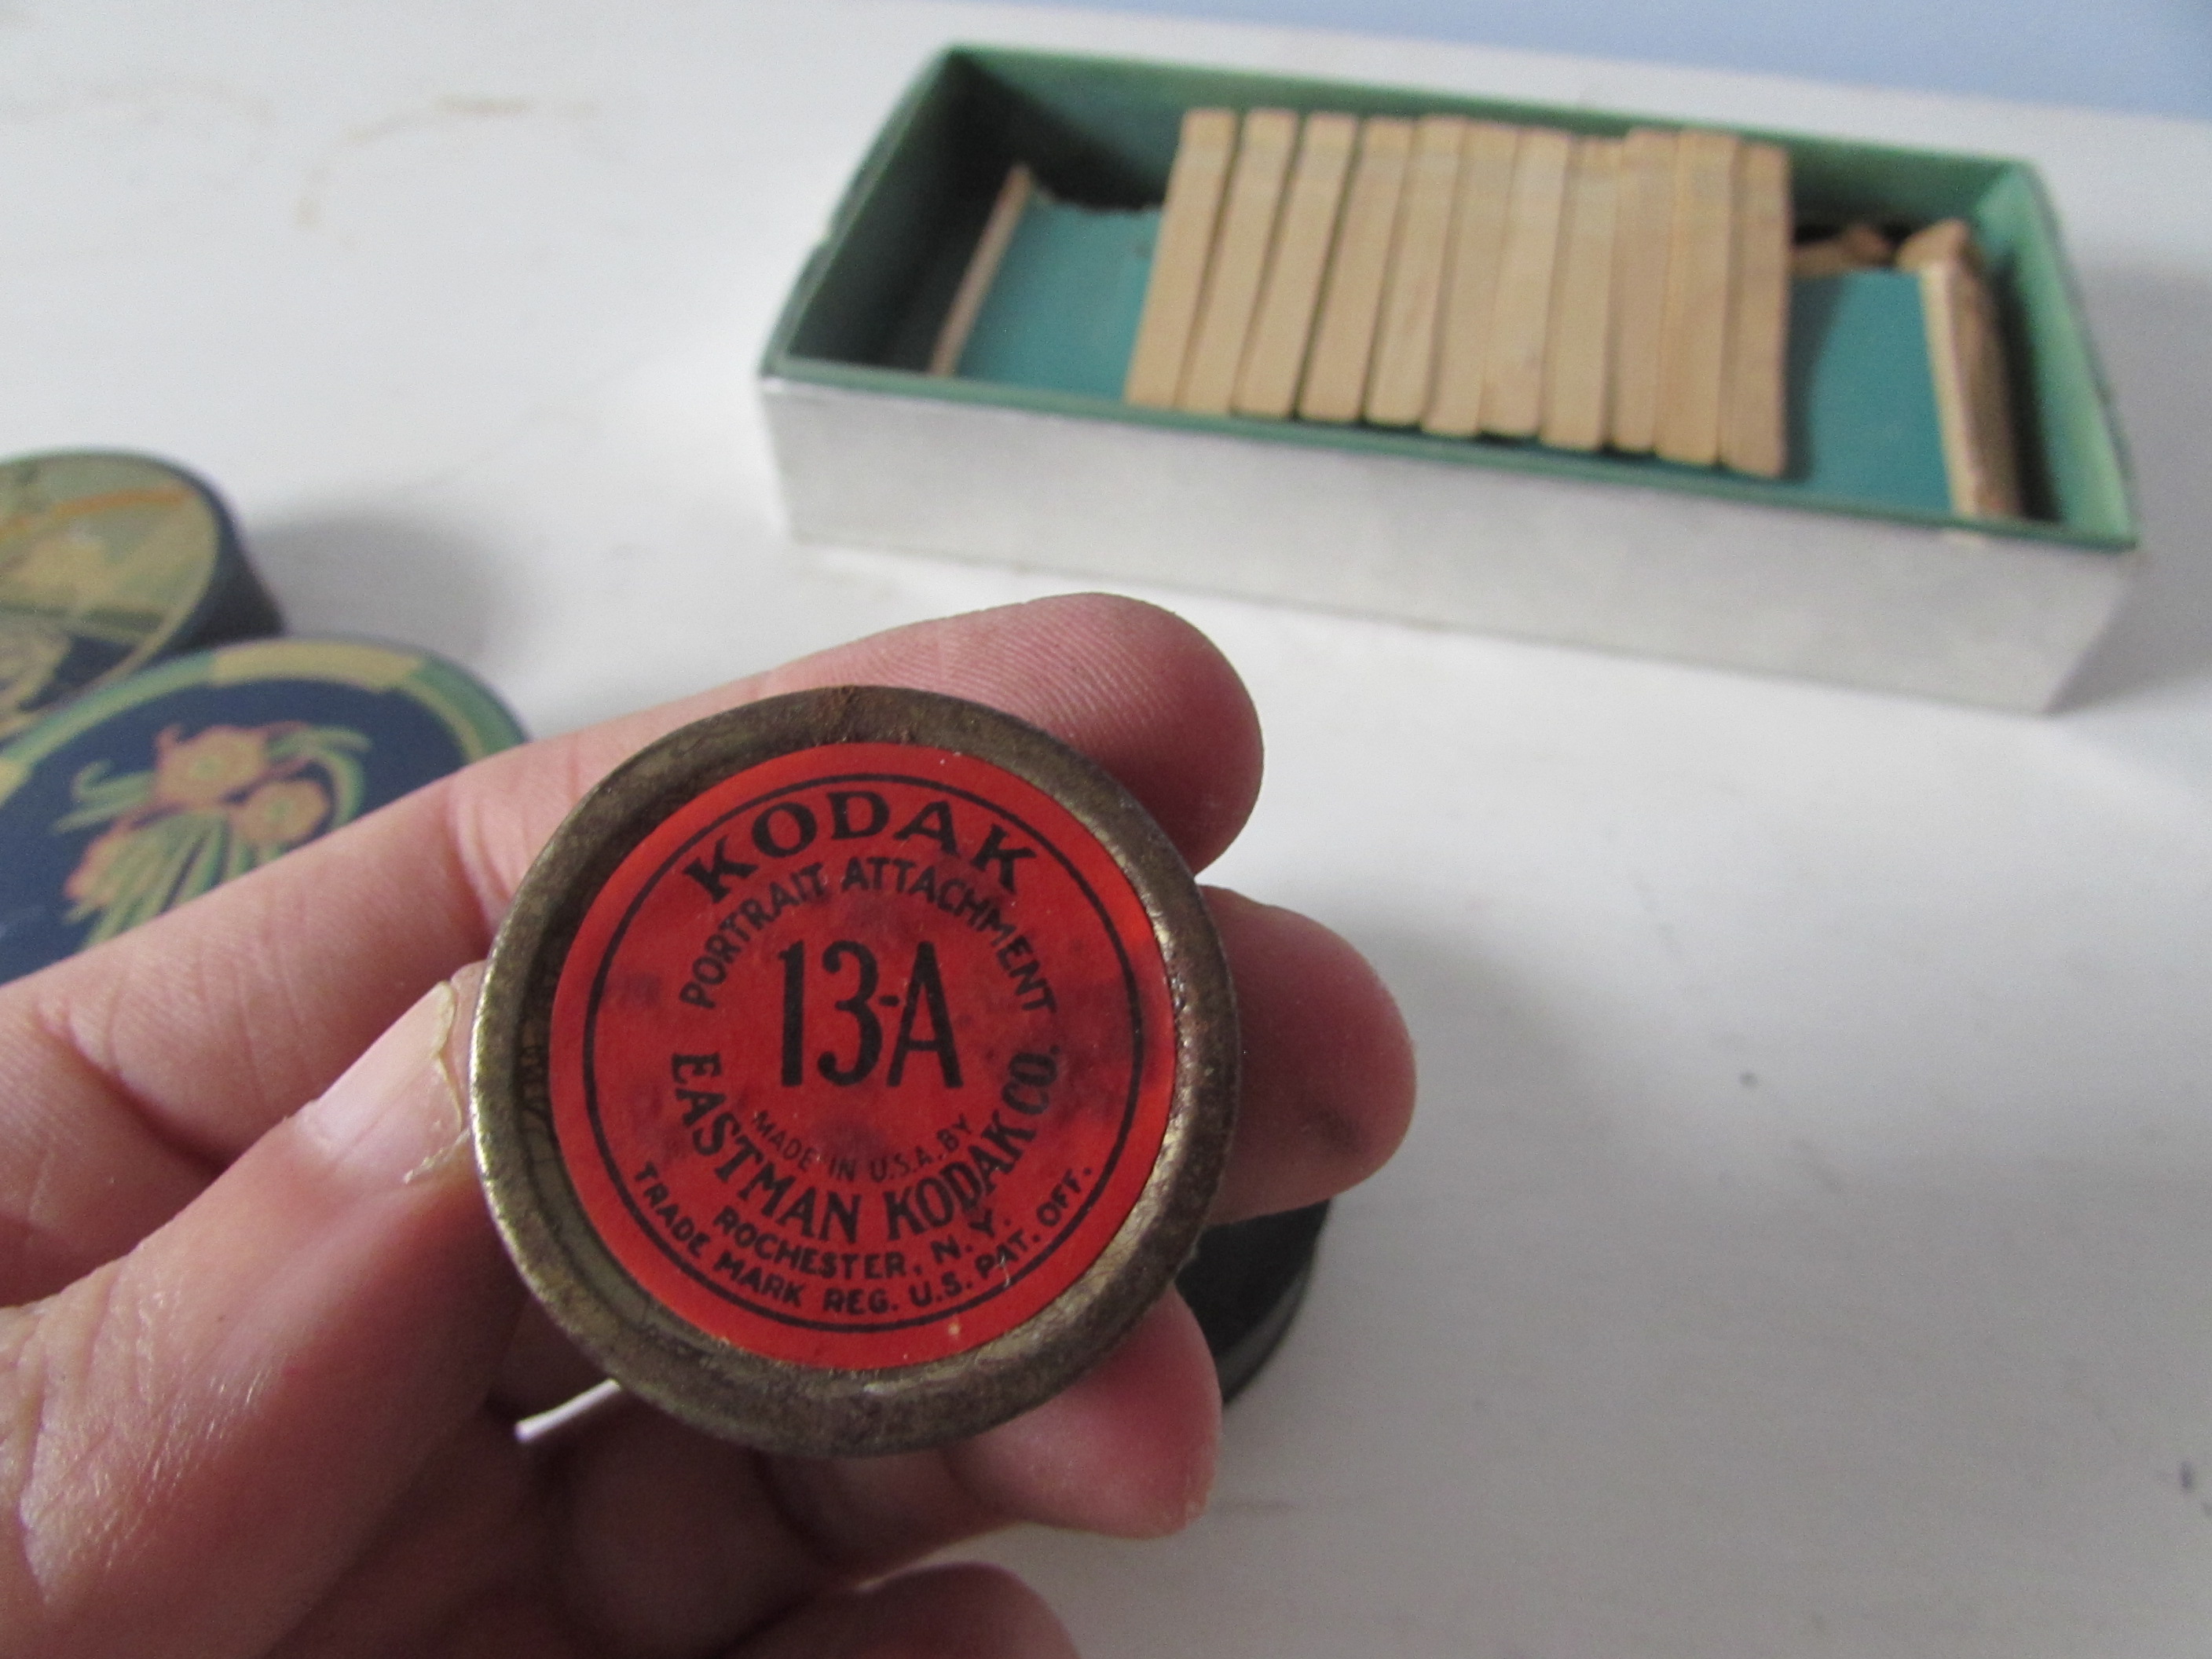 KODAK
PORTRAIT ATTACHMENT
13-A
MADE IN U.S.A. BY
EASTMAN KODAK CO.
ROCHESTER, N.Y.
TRADE MARK REG. U.S. PAT. OFF.